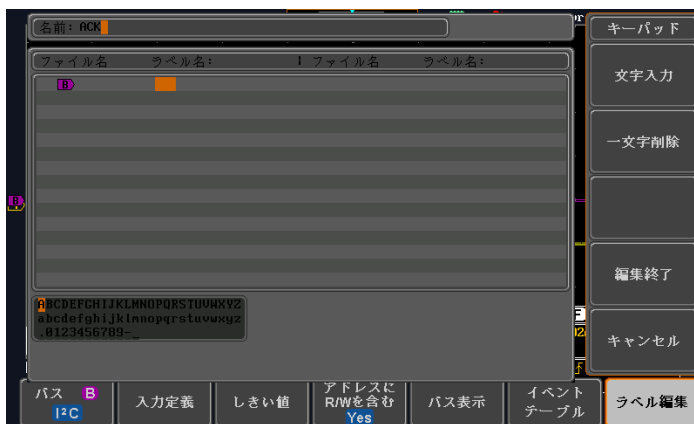 名前: ACK
キーパッド
ファイル名 ラベル名: ファイル名 ラベル名:
B
文字入力
一文字削除
B
編集終了
ABCDEFGHIJKLMNOPQRSTUVWXYZ
abcdefghijklmnopqrstuvwxyz
.0123456789-_
キャンセル
バス B
I²C
入力定義
しきい値
アドレスに
R/Wを含む
Yes
バス表示
イベント
テーブル
ラベル編集